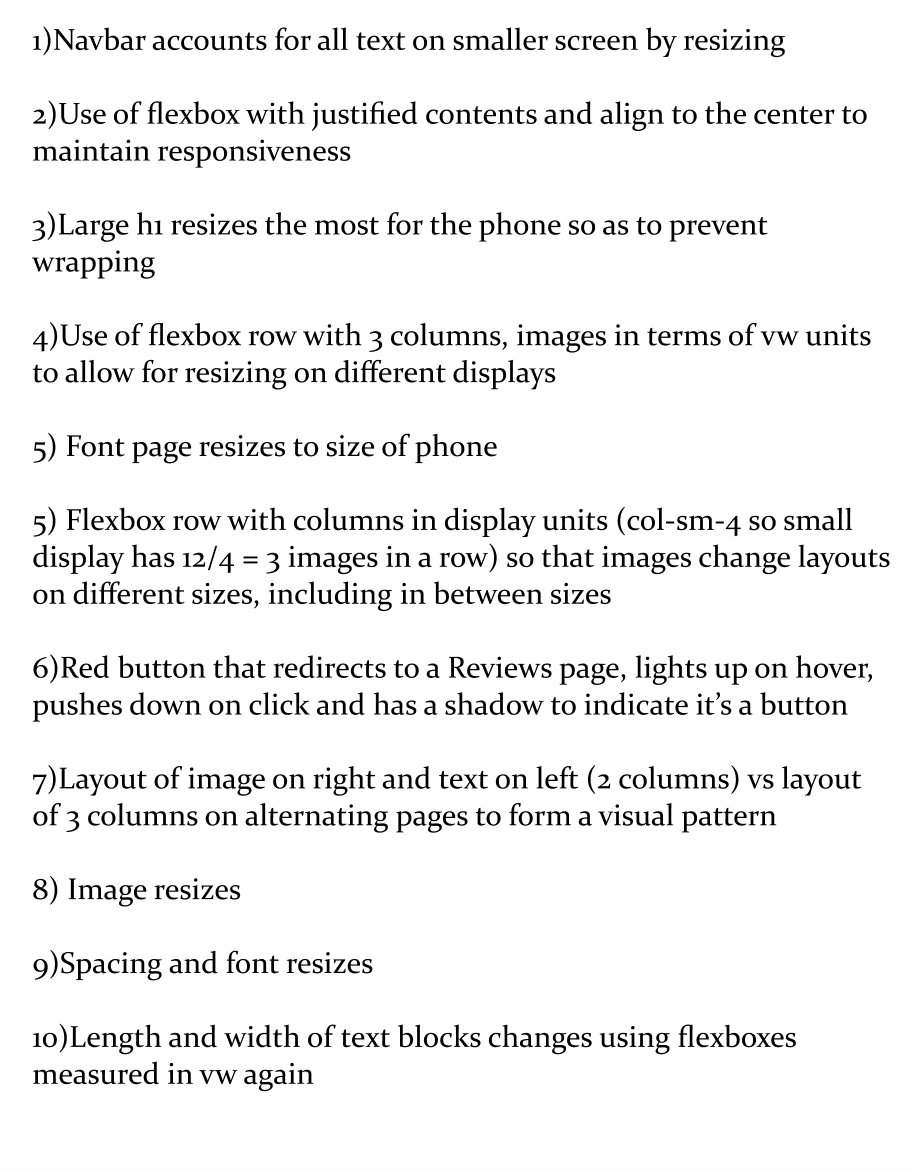 1)Navbar accounts for all text on smaller screen by resizing
2)Use of flexbox with justified contents and align to the center to
maintain responsiveness
3)Large h1 resizes the most for the phone so as to prevent
wrapping
4)Use of flexbox row with 3 columns, images in terms of vw units
to allow for resizing on different displays
5) Font page resizes to size of phone
5) Flexbox row with columns in display units (col-sm-4 so small
display has 12/4 = 3 images in a row) so that images change layouts
on different sizes, including in between sizes
6)Red button that redirects to a Reviews page, lights up on hover,
pushes down on click and has a shadow to indicate it’s a button
7)Layout of image on right and text on left (2 columns) vs layout
of 3 columns on alternating pages to form a visual pattern
8) Image resizes
9)Spacing and font resizes
10)Length and width of text blocks changes using flexboxes
measured in vw again